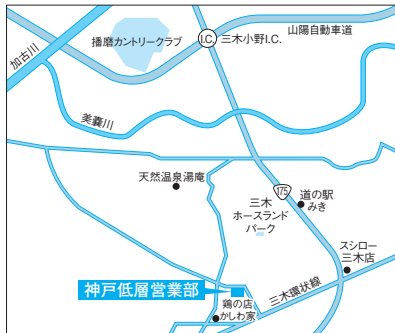 山陽自動車道
播磨カントリークラブ
I.C.
三木小野I.C.
加古川
美嚢川
天然温泉湯庵
175
道の駅
みき
三木
ホースランド
パーク
スシロー
三木店
神戸低層営業部
三木環状線
鶏の店
かしわ家